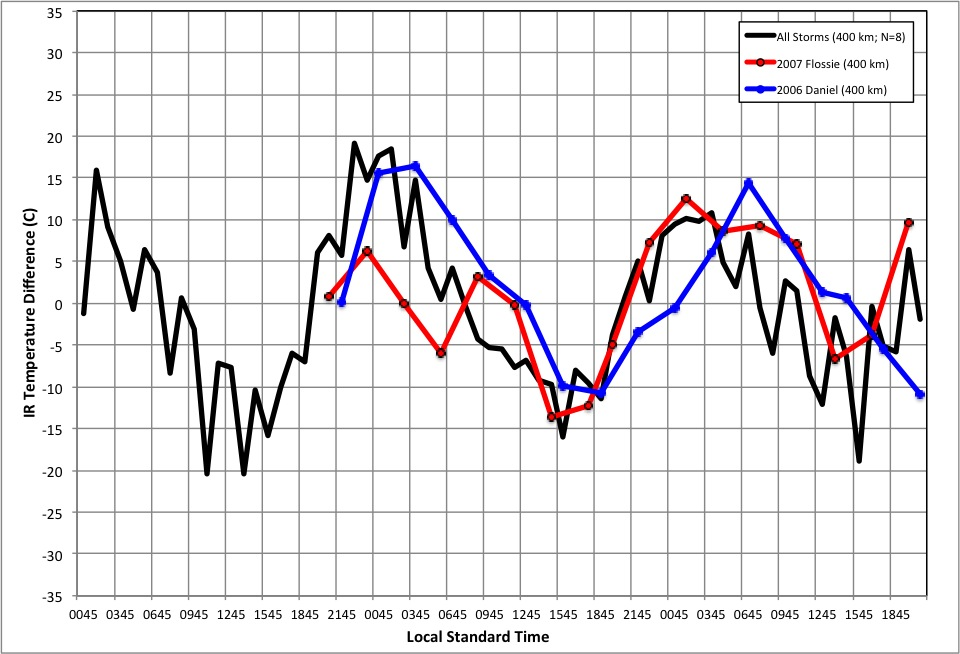 35
30
25
20
15
10
5
0
-5
-10
-15
-20
-25
-30
-35
IR Temperature Difference (C)
All Storms (400 km; N=8)
2007 Flossie (400 km)
2006 Daniel (400 km)
0045 0345 0645 0945 1245 1545 1845 2145 0045 0345 0645 0945 1245 1545 1845 2145 0045 0345 0645 0945 1245 1545 1845
Local Standard Time